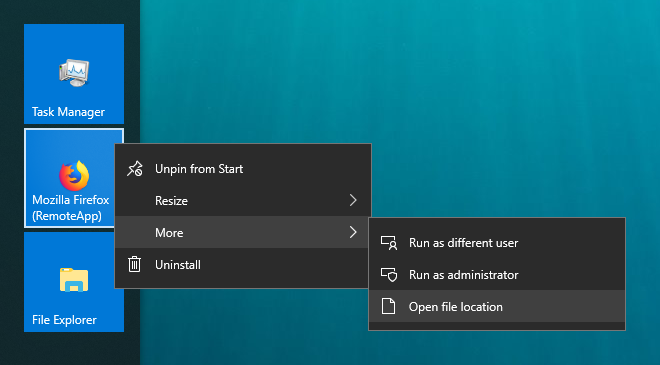 Task Manager
Mozilla Firefox
(RemoteApp)
File Explorer
Unpin from Start
Resize
More
Uninstall
Run as different user
Run as administrator
Open file location